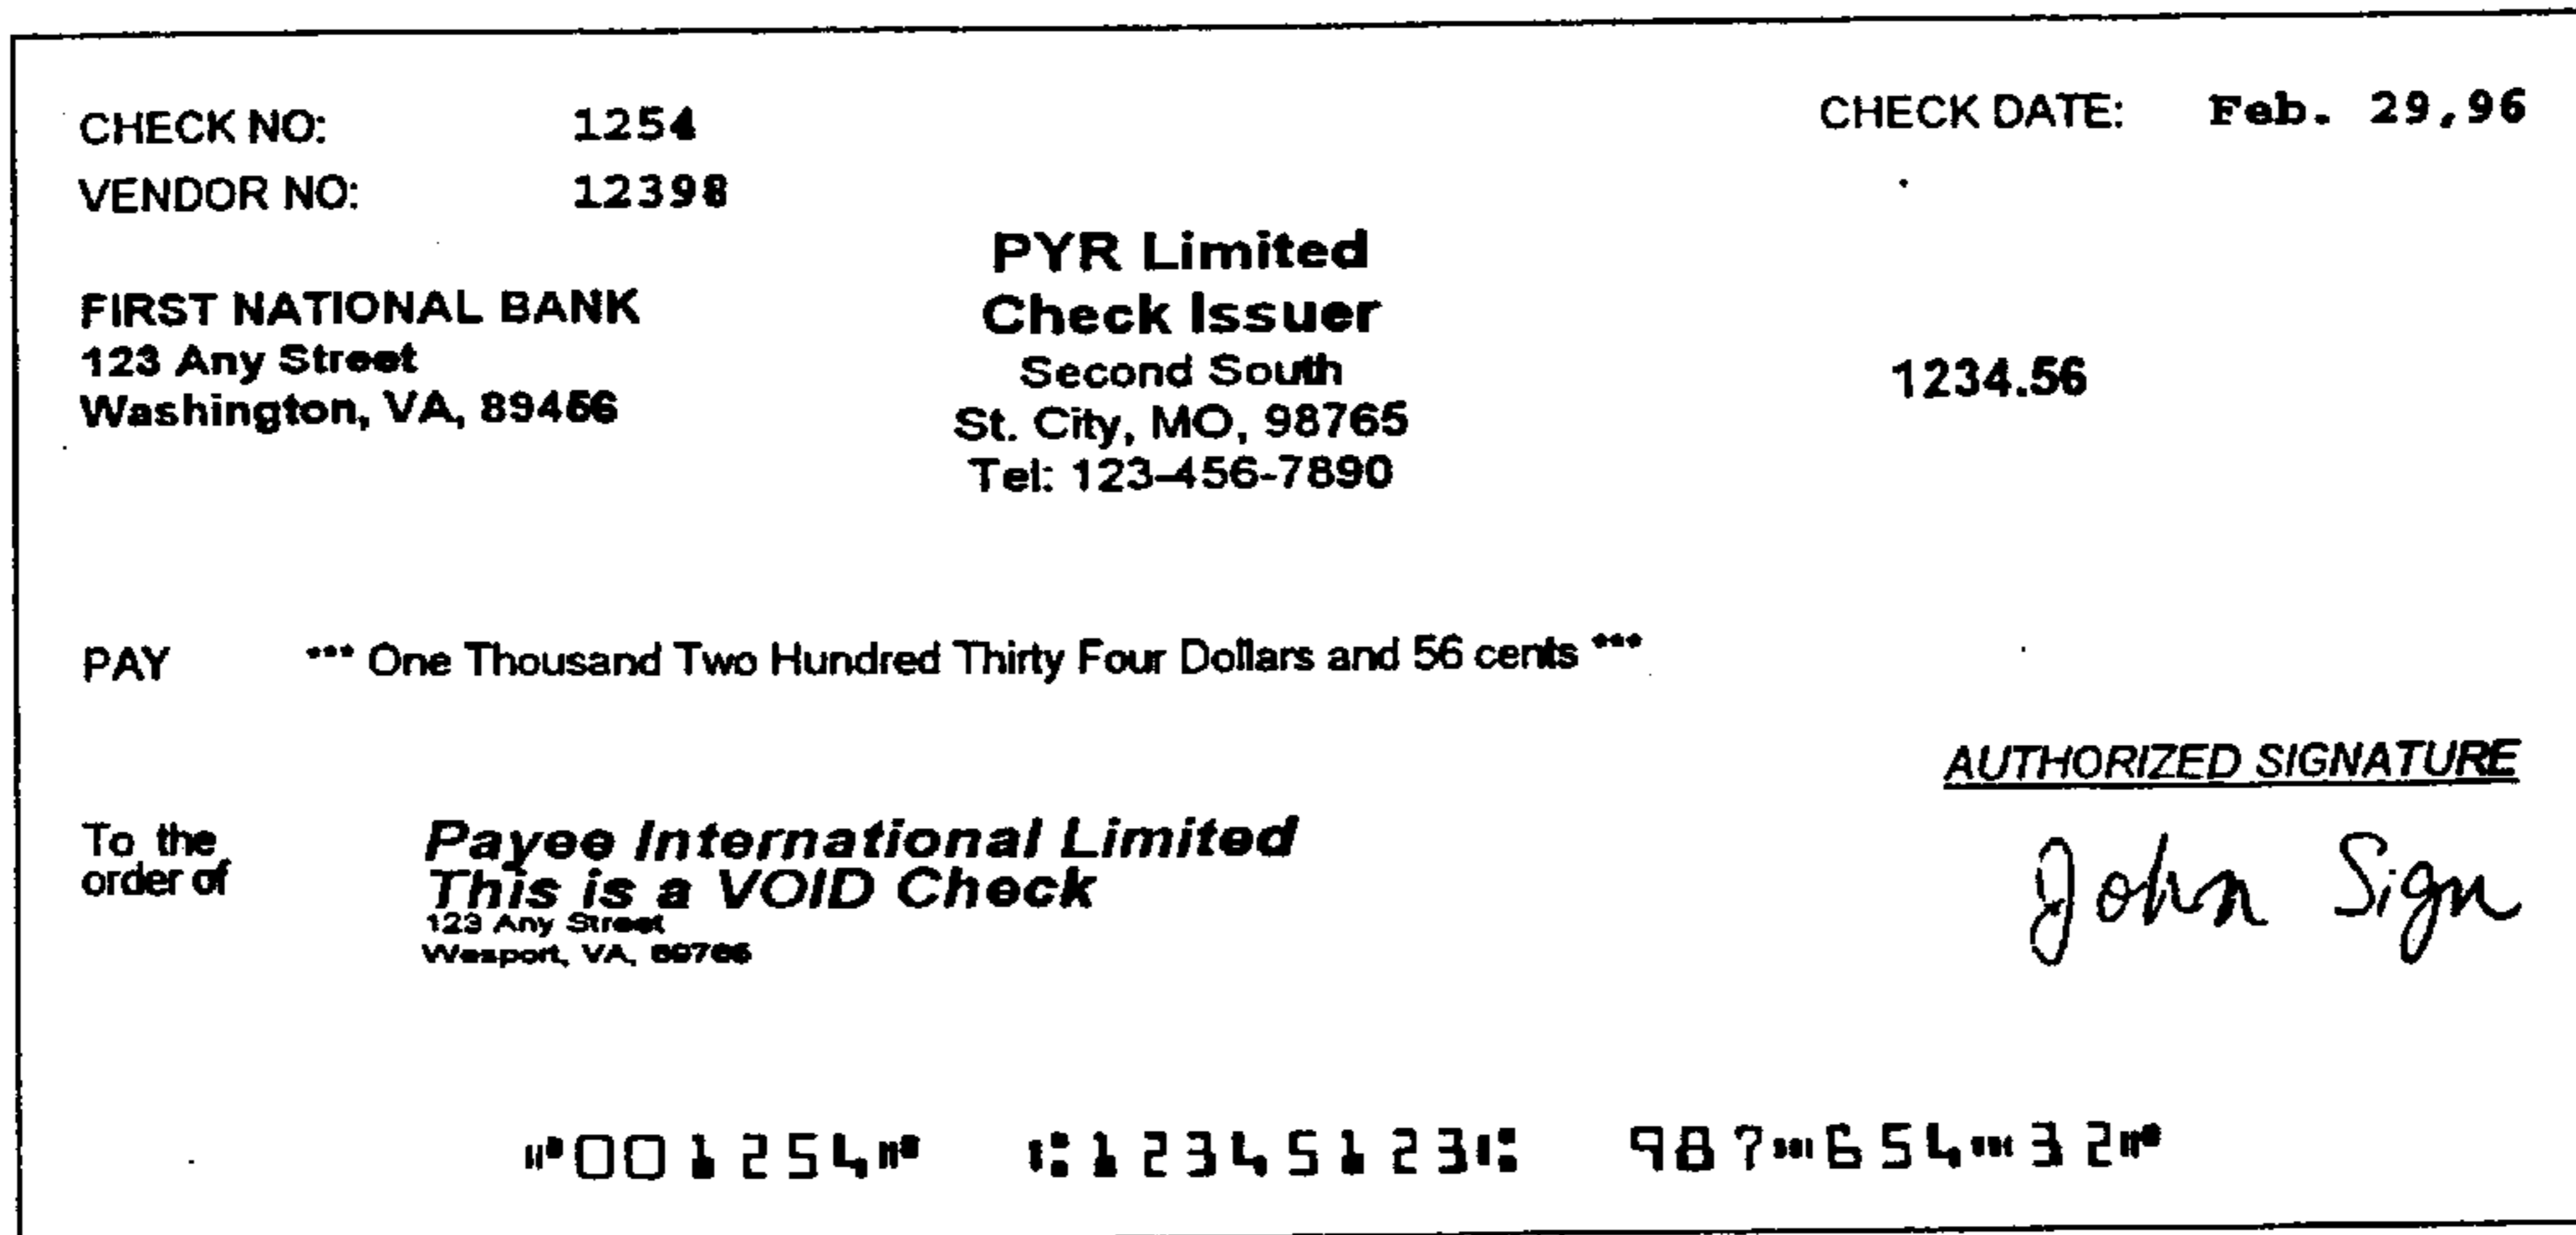 CHECK NO: 1254
CHECK DATE: Feb. 29,96
VENDOR NO: 12398
PYR Limited
Check Issuer
Second South
St. City, MO, 98765
Tel: 123-456-7890
FIRST NATIONAL BANK
123 Any Street
Washington, VA, 89456
1234.56
PAY *** One Thousand Two Hundred Thirty Four Dollars and 56 cents ***
AUTHORIZED SIGNATURE
John Sign
To the
order of
Payee International Limited
This is a VOID Check
123 Any Street
Wesport, VA,
⑈001254⑈ ⑆12345123⑆ 987⑉654⑉32⑈